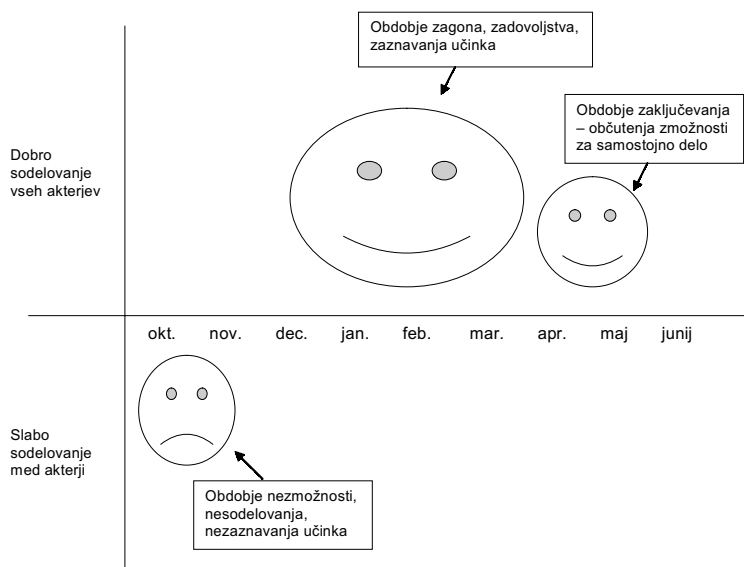 Obdobje zagona, zadovoljstva,
zaznavanja učinka
Obdobje zaključevanja
– občutenja zmožnosti
za samostojno delo
Dobro
sodelovanje
vseh akterjev
okt. nov. dec. jan. feb. mar. apr. maj junij
Slabo
sodelovanje
med akterji
Obdobje nezmožnosti,
nesodelovanja,
nezaznavanja učinka